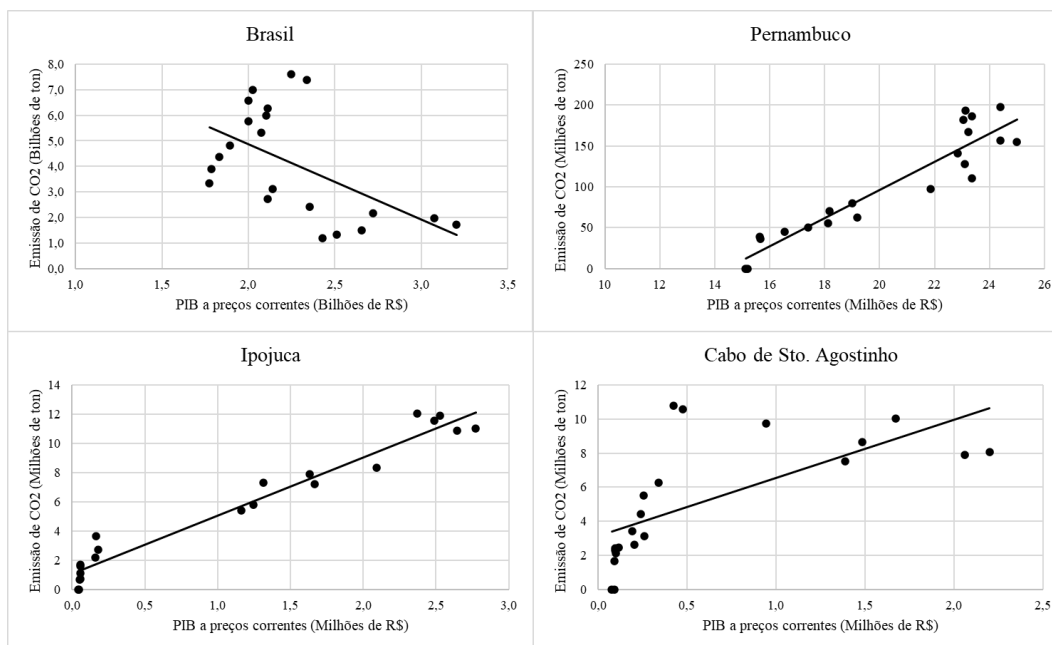 Brasil
Emissão de CO2 (Bilhões de ton)
8,0
7,0
6,0
5,0
4,0
3,0
2,0
1,0
0,0
1,0 1,5 2,0 2,5 3,0 3,5
PIB a preços correntes (Bilhões de R$)
Pernambuco
Emissão de CO2 (Milhões de ton)
250
200
150
100
50
0
10 12 14 16 18 20 22 24 26
PIB a preços correntes (Milhões de R$)
Ipojuca
Emissão de CO2 (Milhões de ton)
14
12
10
8
6
4
2
0
0,0 0,5 1,0 1,5 2,0 2,5 3,0
PIB a preços correntes (Milhões de R$)
Cabo de Sto. Agostinho
Emissão de CO2 (Milhões de ton)
12
10
8
6
4
2
0
0,0 0,5 1,0 1,5 2,0 2,5
PIB a preços correntes (Milhões de R$)